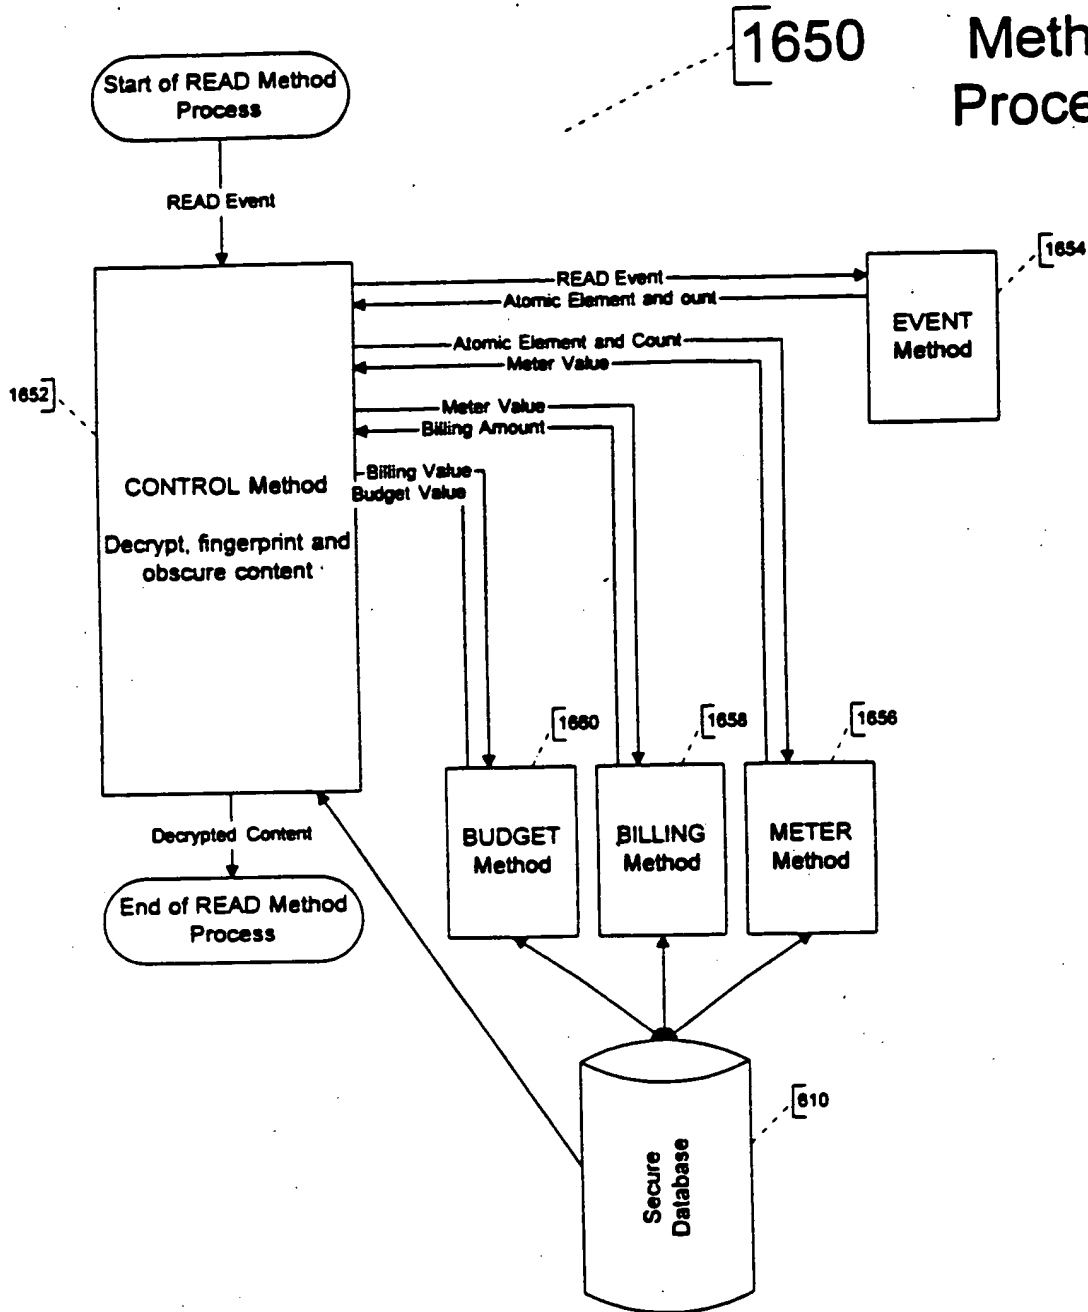 1650
Meth
Proce
Start of READ Method
Process
READ Event
1654
READ Event
Atomic Element and ount
EVENT
Method
Atomic Element and Count
Meter Value
1652
Meter Value
Billing Amount
Billing Value
Budget Value
CONTROL Method
Decrypt, fingerprint and
obscure content
1660
1658
1656
Decrypted Content
BUDGET
Method
BILLING
Method
METER
Method
End of READ Method
Process
610
Secure
Database